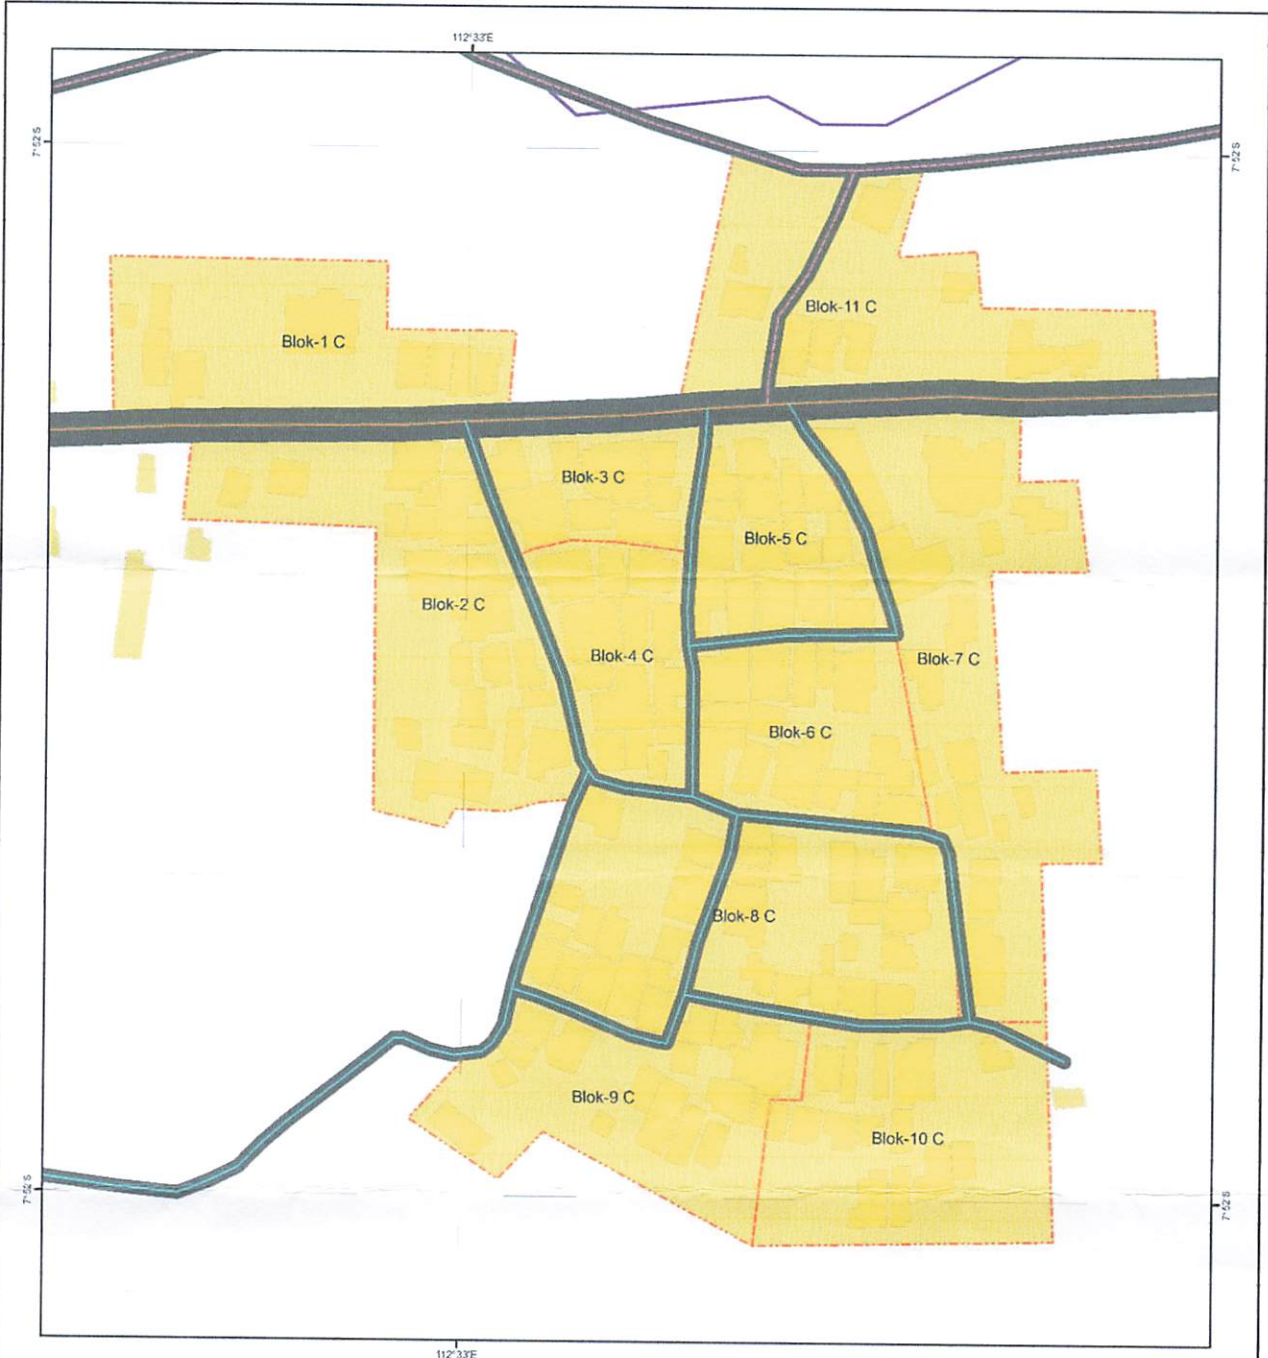 112°33'E
7°52'S
7°52'S
Blok-11 C
Blok-1 C
Blok-3 C
Blok-5 C
Blok-2 C
Blok-4 C
Blok-7 C
Blok-6 C
Blok-8 C
Blok-9 C
Blok-10 C
7°52'S
7°52'S
112°33'E